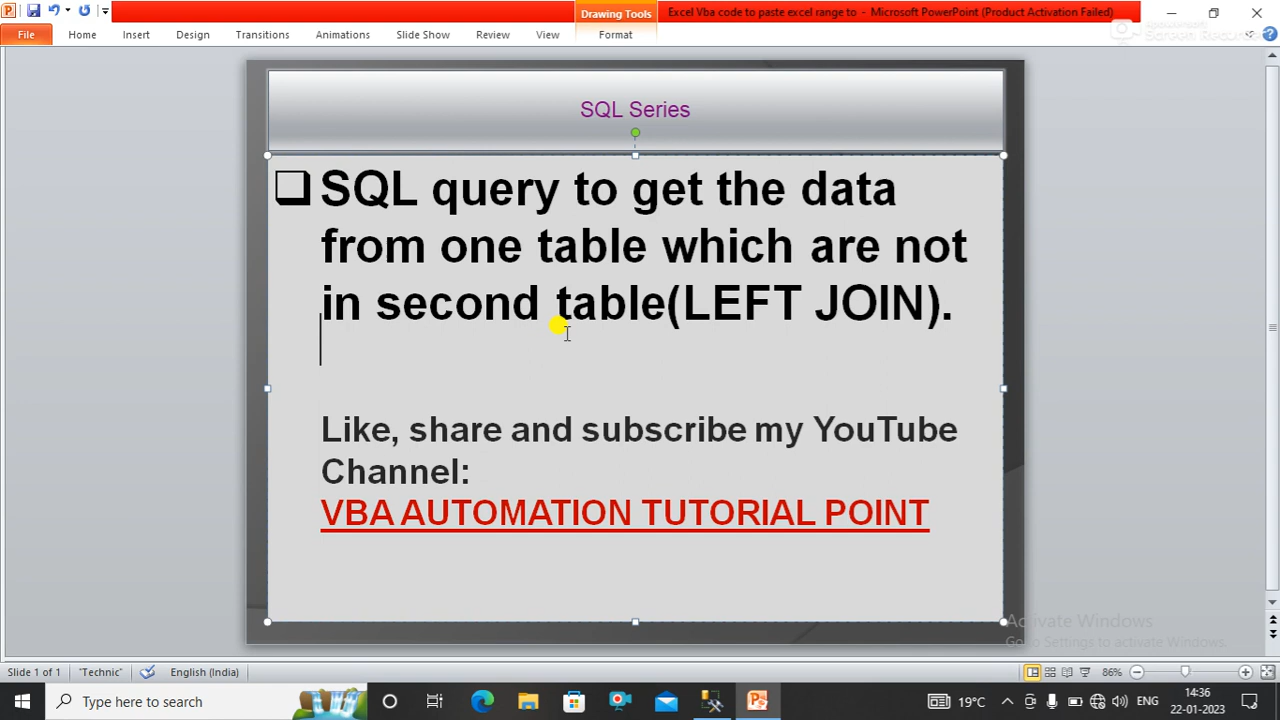 Drawing Tools
Excel Vba code to paste excel range to - Microsoft PowerPoint (Product Activation Failed)
File Home Insert Design Transitions Animations Slide Show Review View Format
SQL Series
SQL query to get the data
from one table which are not
in second table(LEFT JOIN).
Like, share and subscribe my YouTube
Channel:
VBA AUTOMATION TUTORIAL POINT
Activate Windows
Go to Settings to activate Windows.
Slide 1 of 1 "Technic" English (India) 86%
Type here to search 19°C ENG
14:36
22-01-2023